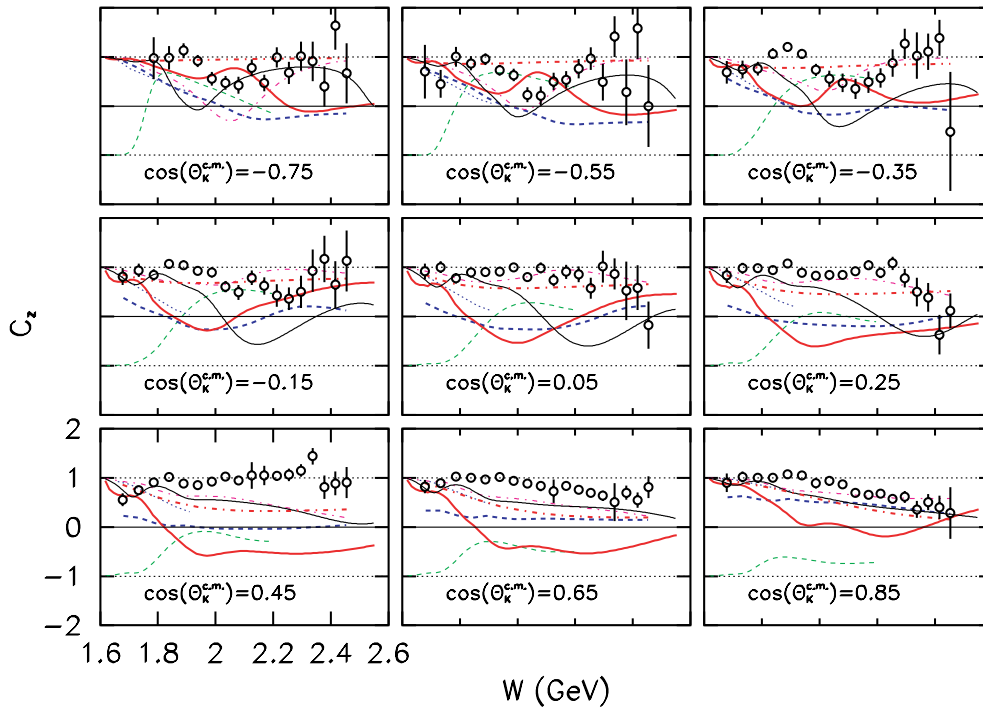 cos(Θ_K^{c.m.})=−0.75
cos(Θ_K^{c.m.})=−0.55
cos(Θ_K^{c.m.})=−0.35
C_z
cos(Θ_K^{c.m.})=−0.15
cos(Θ_K^{c.m.})=0.05
cos(Θ_K^{c.m.})=0.25
2
1
0
−1
−2
cos(Θ_K^{c.m.})=0.45
cos(Θ_K^{c.m.})=0.65
cos(Θ_K^{c.m.})=0.85
1.6 1.8 2 2.2 2.4 2.6
W (GeV)